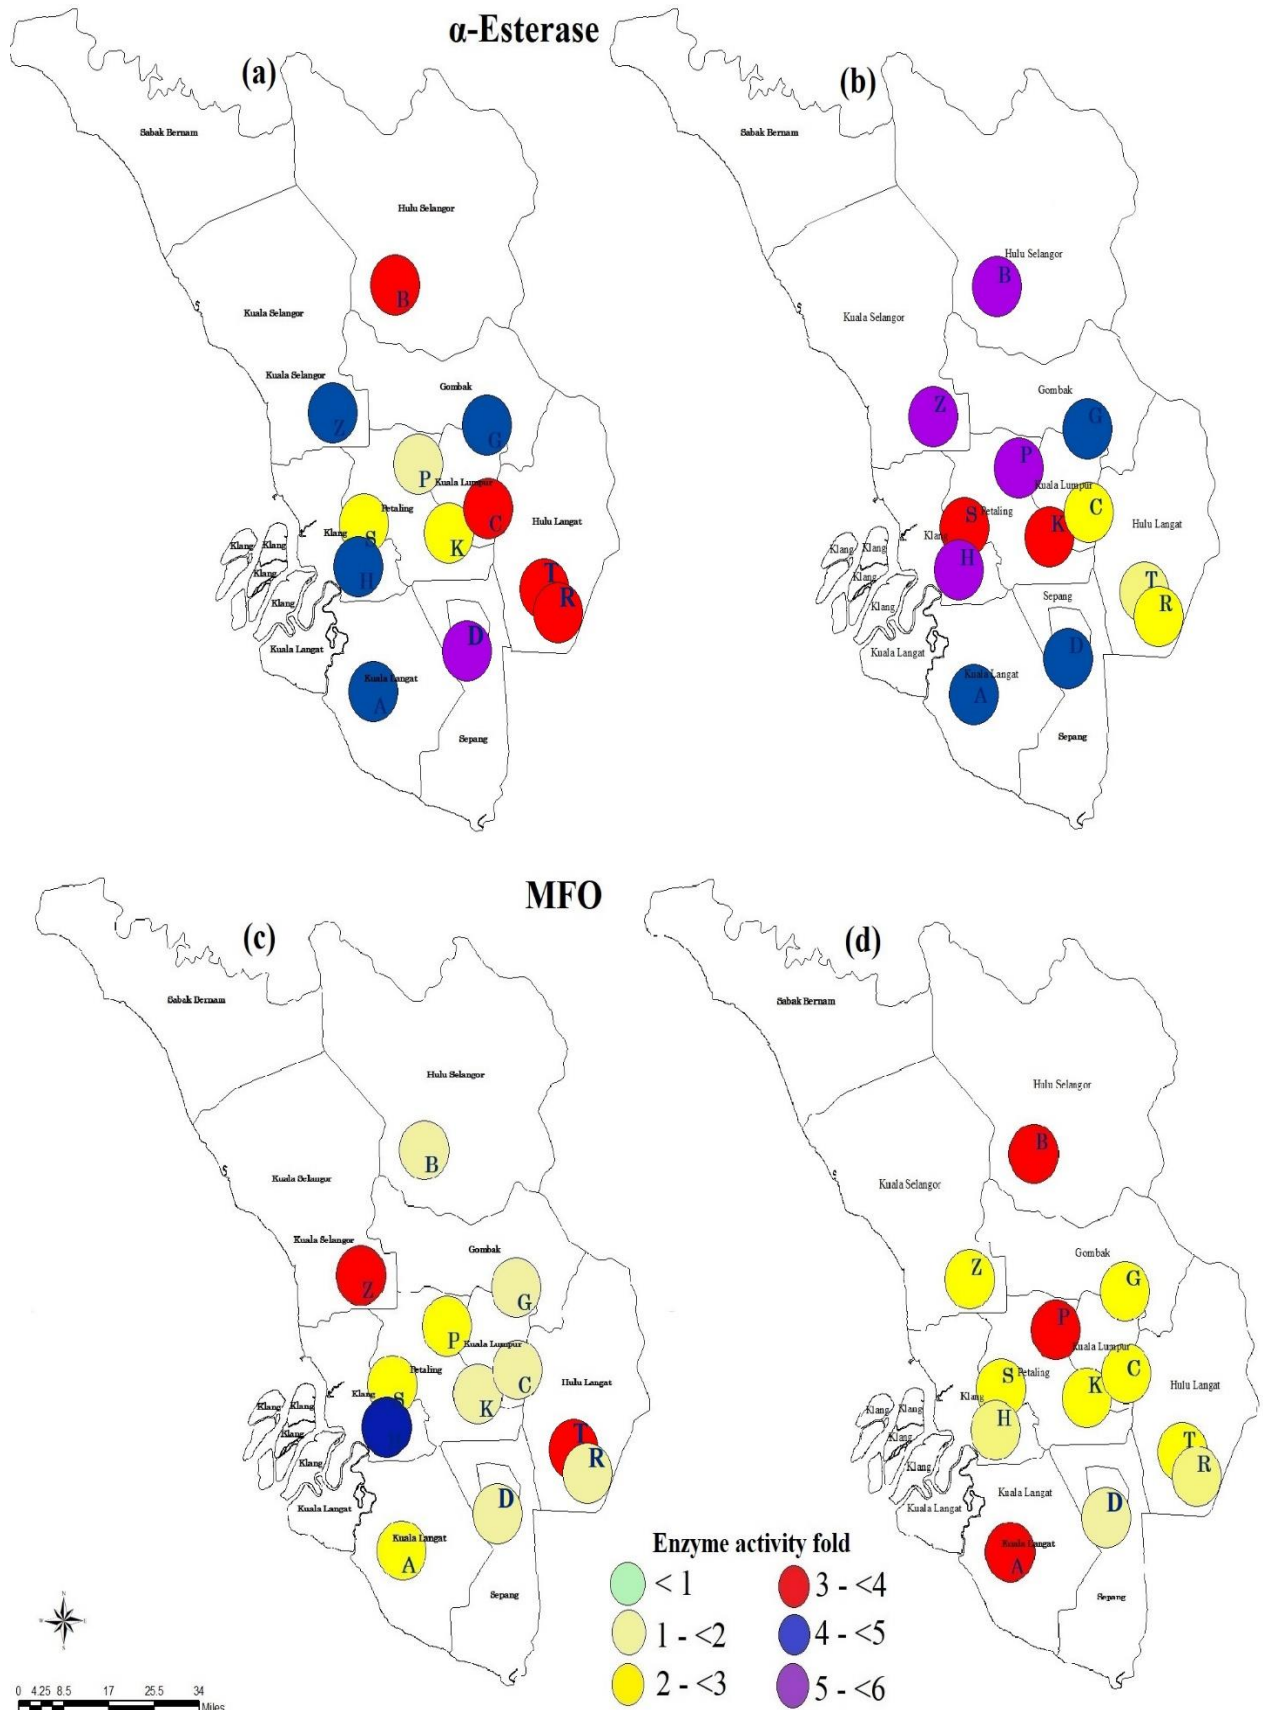 α-Esterase
(a)
Sabak Bernam
Hulu Selangor
B
Kuala Selangor
Kuala Selangor
Gombak
Z
G
P
Kuala Lumpur
Petaling
C
Klang
S
K
Hulu Langat
Klang
Klang
Klang
Klang
H
T
R
D
Kuala Langat
Kuala Langat
A
Sepang
(b)
Sabak Bernam
Hulu Selangor
B
Kuala Selangor
Gombak
Z
G
P
Kuala Lumpur
S
Petaling
K
C
Hulu Langat
Klang
Klang
Klang
Klang
Klang
H
T
R
Sepang
D
Kuala Langat
Kuala Langat
A
Sepang
MFO
(c)
Sabak Bernam
Hulu Selangor
B
Kuala Selangor
Kuala Selangor
Gombak
Z
G
P
Kuala Lumpur
Petaling
C
Klang
S
K
Hulu Langat
Klang
Klang
Klang
Klang
T
R
D
Kuala Langat
Kuala Langat
A
Sepang
(d)
Sabak Bernam
Hulu Selangor
B
Kuala Selangor
Gombak
Z
G
P
Kuala Lumpur
S
Petaling
K
C
Hulu Langat
Klang
Klang
Klang
Klang
Klang
H
T
R
Kuala Langat
D
Kuala Langat
Kuala Langat
A
Sepang
Enzyme activity fold
< 1
3 - <4
1 - <2
4 - <5
2 - <3
5 - <6
N
W
E
S
0 4.25 8.5 17 25.5 34
Miles